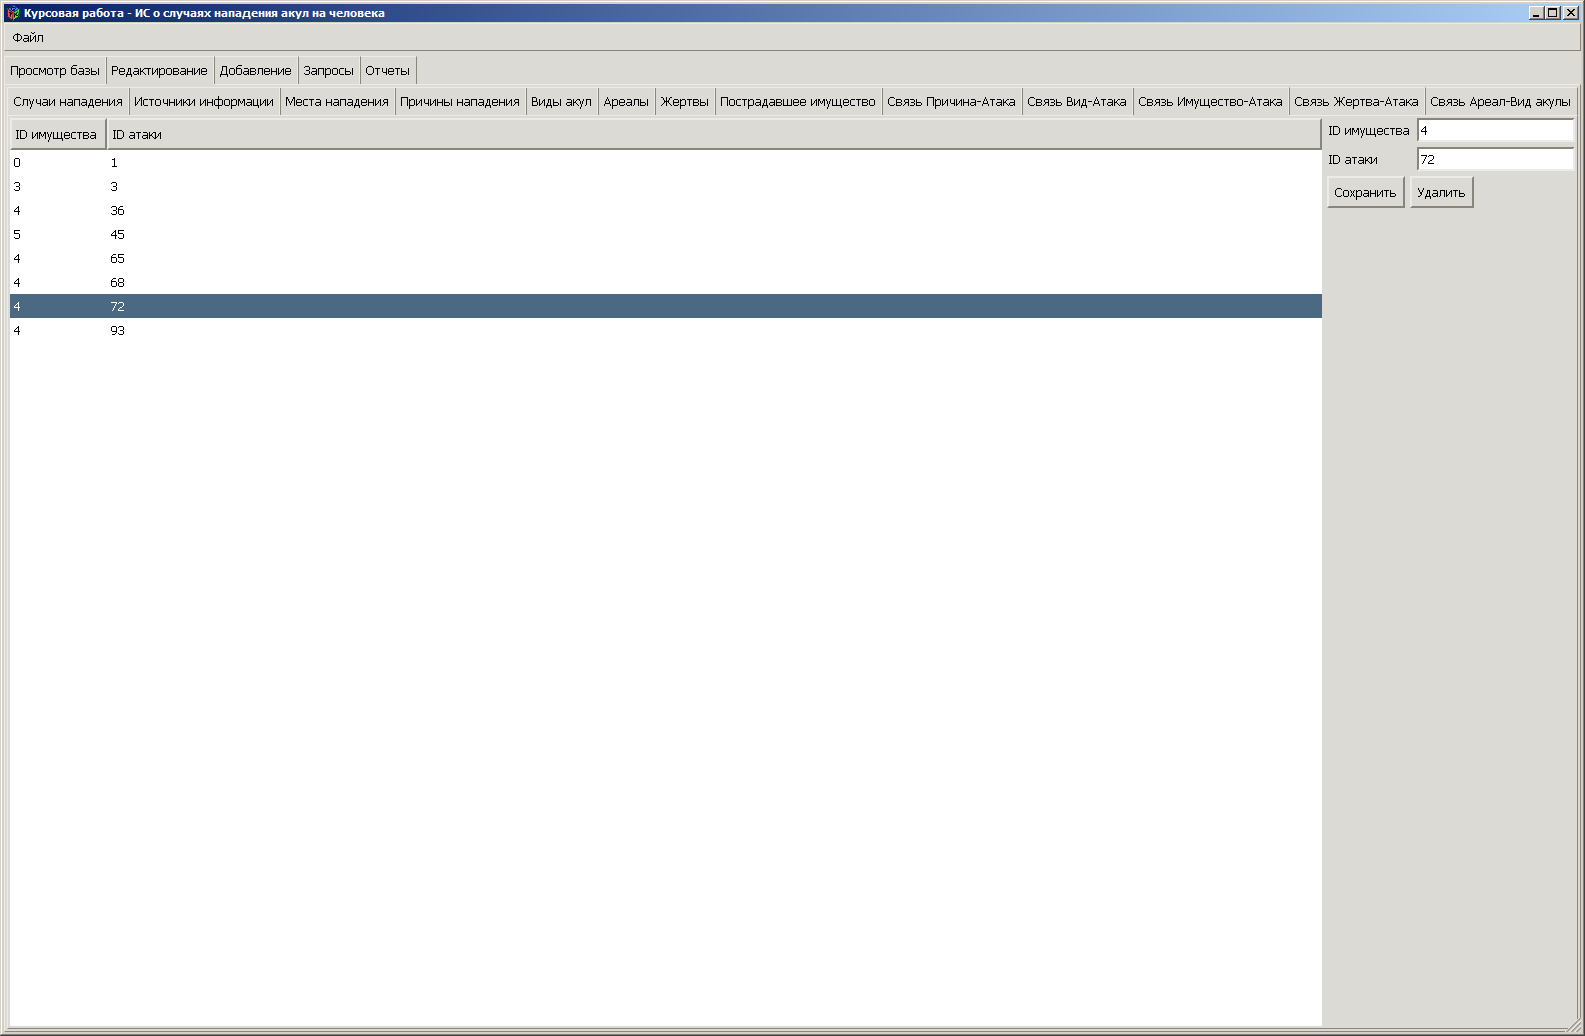 Курсовая работа - ИС о случаях нападения акул на человека
Файл
Просмотр базы Редактирование Добавление Запросы Отчеты
Случаи нападения Источники информации Места нападения Причины нападения Виды акул Ареалы Жертвы Пострадавшее имущество Связь Причина-Атака Связь Вид-Атака Связь Имущество-Атака Связь Жертва-Атака Связь Ареал-Вид акулы
ID имущества ID атаки
0 1
3 3
4 36
5 45
4 65
4 68
4 72
4 93
ID имущества 4
ID атаки 72
Сохранить Удалить